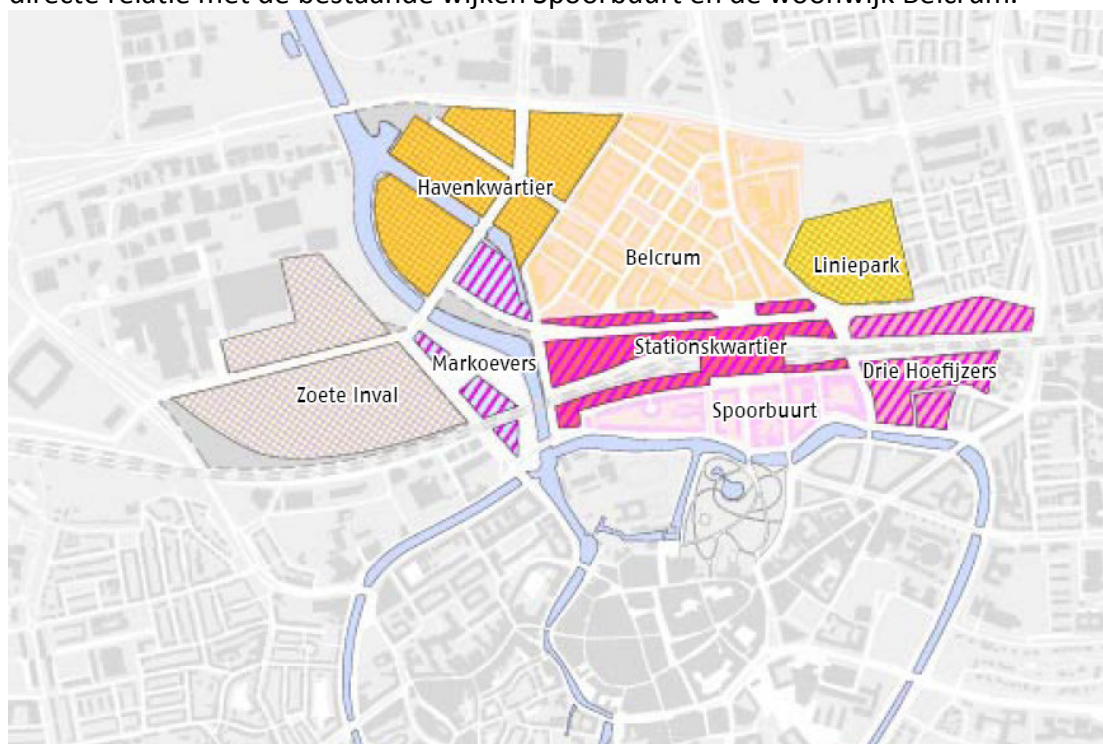 directe relatie met de bestaande wijken Spoorbuurt en de woonwijk Belcrum.
Havenkwartier
Belcrum
Liniepark
Stationskwartier
Markoevers
Drie Hoefijzers
Zoete Inval
Spoorbuurt